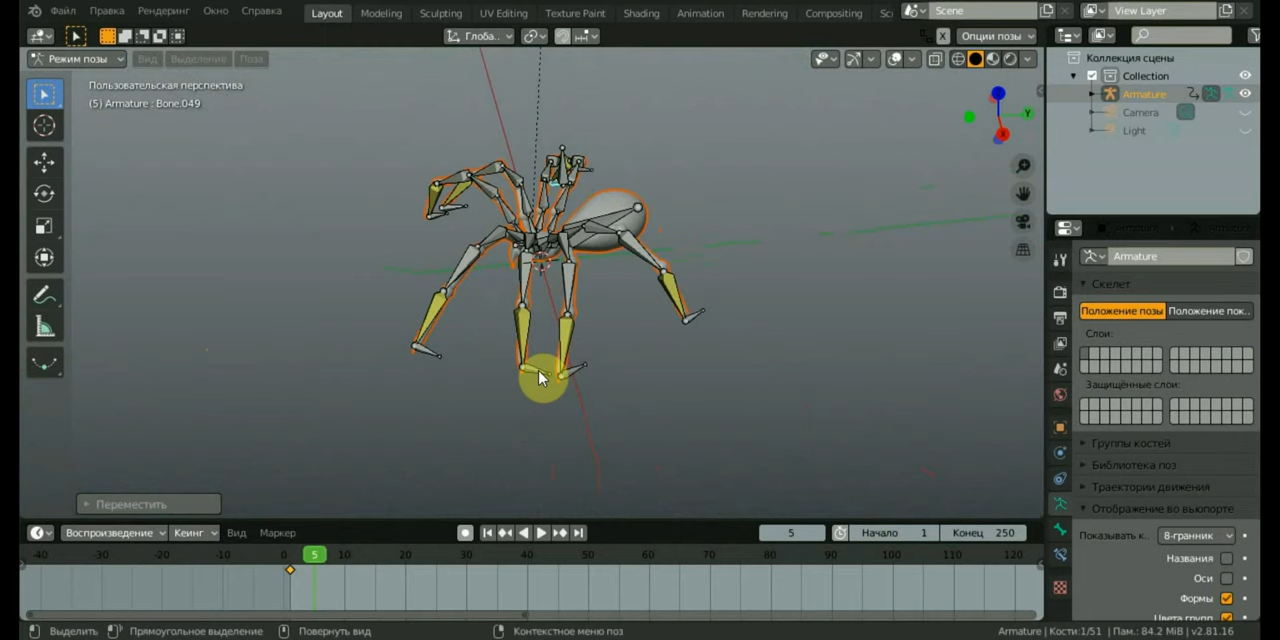 Файл Правка Рендеринг Окно Справка Layout Modeling Sculpting UV Editing Texture Paint Shading Animation Rendering Compositing Sc Scene View Layer
Глоба.. X Опции позы
Режим позы Вид Выделение Поза
Пользовательская перспектива
(5) Armature : Bone.049
Z
Y
X
Переместить
Коллекция сцены
Collection
Armature
Camera
Light
Armature Armature
Armature
Скелет
Положение позы Положение пок..
Слои:
Защищённые слои:
Группы костей
Библиотека поз
Траектории движения
Отображение во вьюпорте
Показывать к.. 8-гранник
Названия
Оси
Формы
Цвета групп
Воспроизведение Кеинг Вид Маркер 5 Начало 1 Конец 250
-40 -30 -20 -10 0 5 10 20 30 40 50 60 70 80 90 100 110 120
Выделить Прямоугольное выделение Повернуть вид Контекстное меню поз Armature | Кости:1/51 | Пам.: 84.2 MiB | v2.81.16